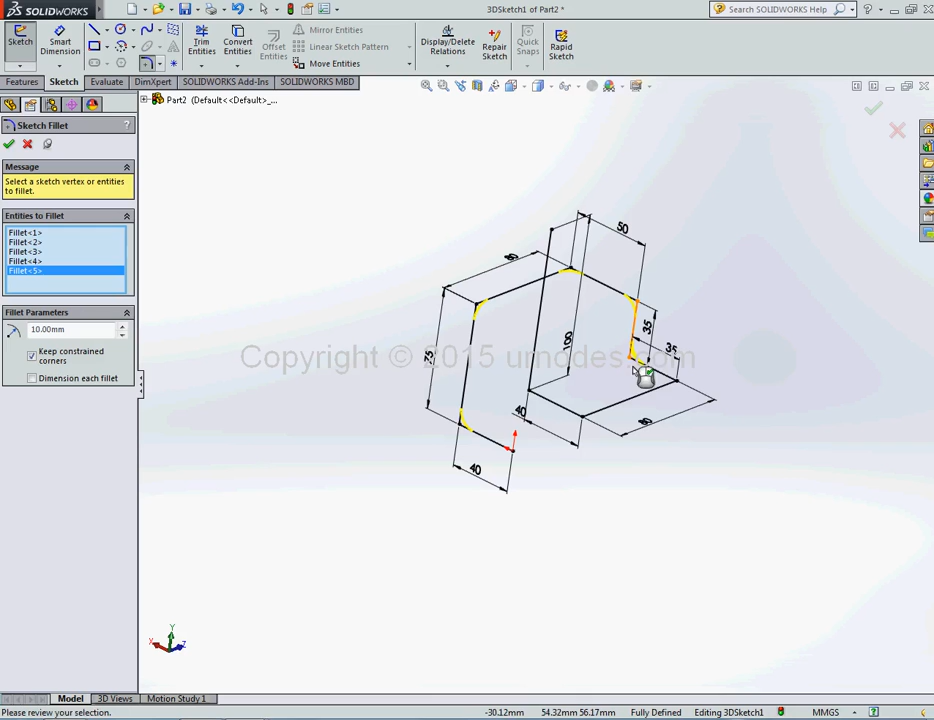 SOLIDWORKS
3DSketch1 of Part2 *
Search SOLIDWORKS Help
Sketch
Smart Dimension
Trim Entities
Convert Entities
Offset Entities
Mirror Entities
Linear Sketch Pattern
Move Entities
Display/Delete Relations
Repair Sketch
Quick Snaps
Rapid Sketch
Features
Sketch
Evaluate
DimXpert
SOLIDWORKS Add-Ins
SOLIDWORKS MBD
Part2 (Default<<Default>_...
Sketch Fillet
?
Message
Select a sketch vertex or entities
to fillet.
Entities to Fillet
Fillet<1>
Fillet<2>
Fillet<3>
Fillet<4>
Fillet<5>
Fillet Parameters
10.00mm
Keep constrained
corners
Dimension each fillet
50
35
35
100
75
40
40
Copyright © 2015 urnodes.com
Y
X
Z
Model
3D Views
Motion Study 1
Please review your selection.
-30.12mm
54.32mm 56.17mm
Fully Defined
Editing 3DSketch1
MMGS